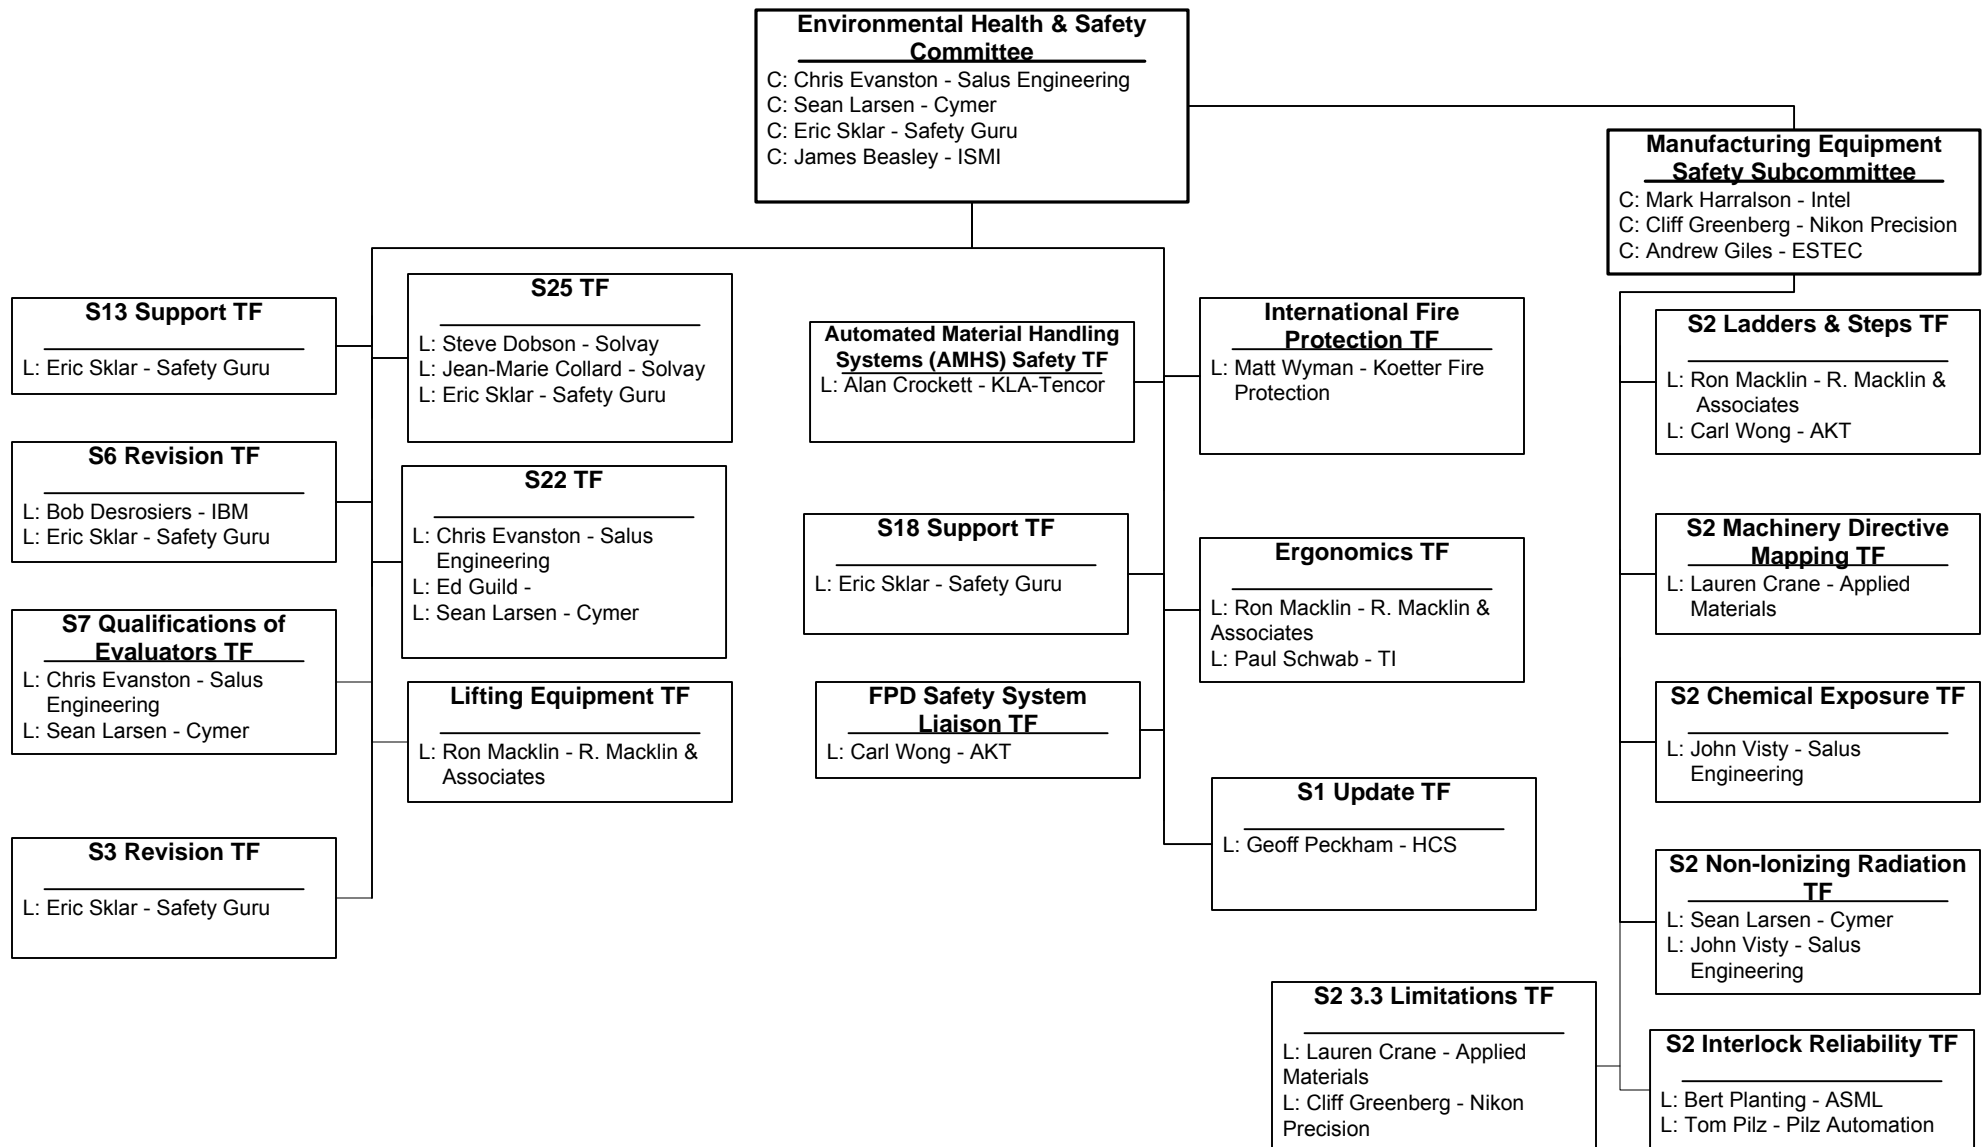 Environmental Health & Safety
Committee
C: Chris Evanston - Salus Engineering
C: Sean Larsen - Cymer
C: Eric Sklar - Safety Guru
C: James Beasley - ISMI
Manufacturing Equipment
Safety Subcommittee
C: Mark Harralson - Intel
C: Cliff Greenberg - Nikon Precision
C: Andrew Giles - ESTEC
S13 Support TF
L: Eric Sklar - Safety Guru
S6 Revision TF
L: Bob Desrosiers - IBM
L: Eric Sklar - Safety Guru
S7 Qualifications of
Evaluators TF
L: Chris Evanston - Salus
Engineering
L: Sean Larsen - Cymer
S3 Revision TF
L: Eric Sklar - Safety Guru
S25 TF
L: Steve Dobson - Solvay
L: Jean-Marie Collard - Solvay
L: Eric Sklar - Safety Guru
S22 TF
L: Chris Evanston - Salus
Engineering
L: Ed Guild -
L: Sean Larsen - Cymer
Lifting Equipment TF
L: Ron Macklin - R. Macklin &
Associates
Automated Material Handling
Systems (AMHS) Safety TF
L: Alan Crockett - KLA-Tencor
S18 Support TF
L: Eric Sklar - Safety Guru
FPD Safety System
Liaison TF
L: Carl Wong - AKT
International Fire
Protection TF
L: Matt Wyman - Koetter Fire
Protection
Ergonomics TF
L: Ron Macklin - R. Macklin &
Associates
L: Paul Schwab - TI
S1 Update TF
L: Geoff Peckham - HCS
S2 Ladders & Steps TF
L: Ron Macklin - R. Macklin &
Associates
L: Carl Wong - AKT
S2 Machinery Directive
Mapping TF
L: Lauren Crane - Applied
Materials
S2 Chemical Exposure TF
L: John Visty - Salus
Engineering
S2 Non-Ionizing Radiation
TF
L: Sean Larsen - Cymer
L: John Visty - Salus
Engineering
S2 3.3 Limitations TF
L: Lauren Crane - Applied
Materials
L: Cliff Greenberg - Nikon
Precision
S2 Interlock Reliability TF
L: Bert Planting - ASML
L: Tom Pilz - Pilz Automation